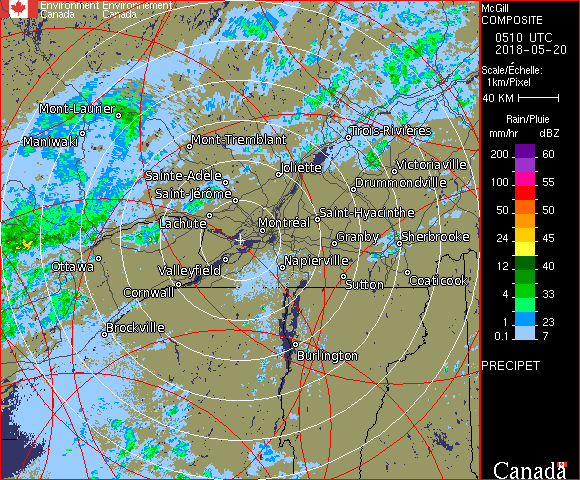 Environment Environnement
Canada Canada
Mont-Laurier
Maniwaki
Mont-Tremblant
Trois-Rivières
Sainte-Adèle
Joliette
Victoriaville
Saint-Jérôme
Drummondville
Lachute
Saint-Hyacinthe
Montréal
Granby
Sherbrooke
Ottawa
Valleyfield
Napierville
Cornwall
Sutton
Coaticook
Brockville
Burlington
McGill
COMPOSITE
0510 UTC
2018-05-20
Scale/Échelle:
1km/Pixel
40 KM
Rain/Pluie
mm/hr dBZ
200 60
100 55
50 50
24 45
12 40
4 33
1 23
0.1 7
PRECIPET
Canada